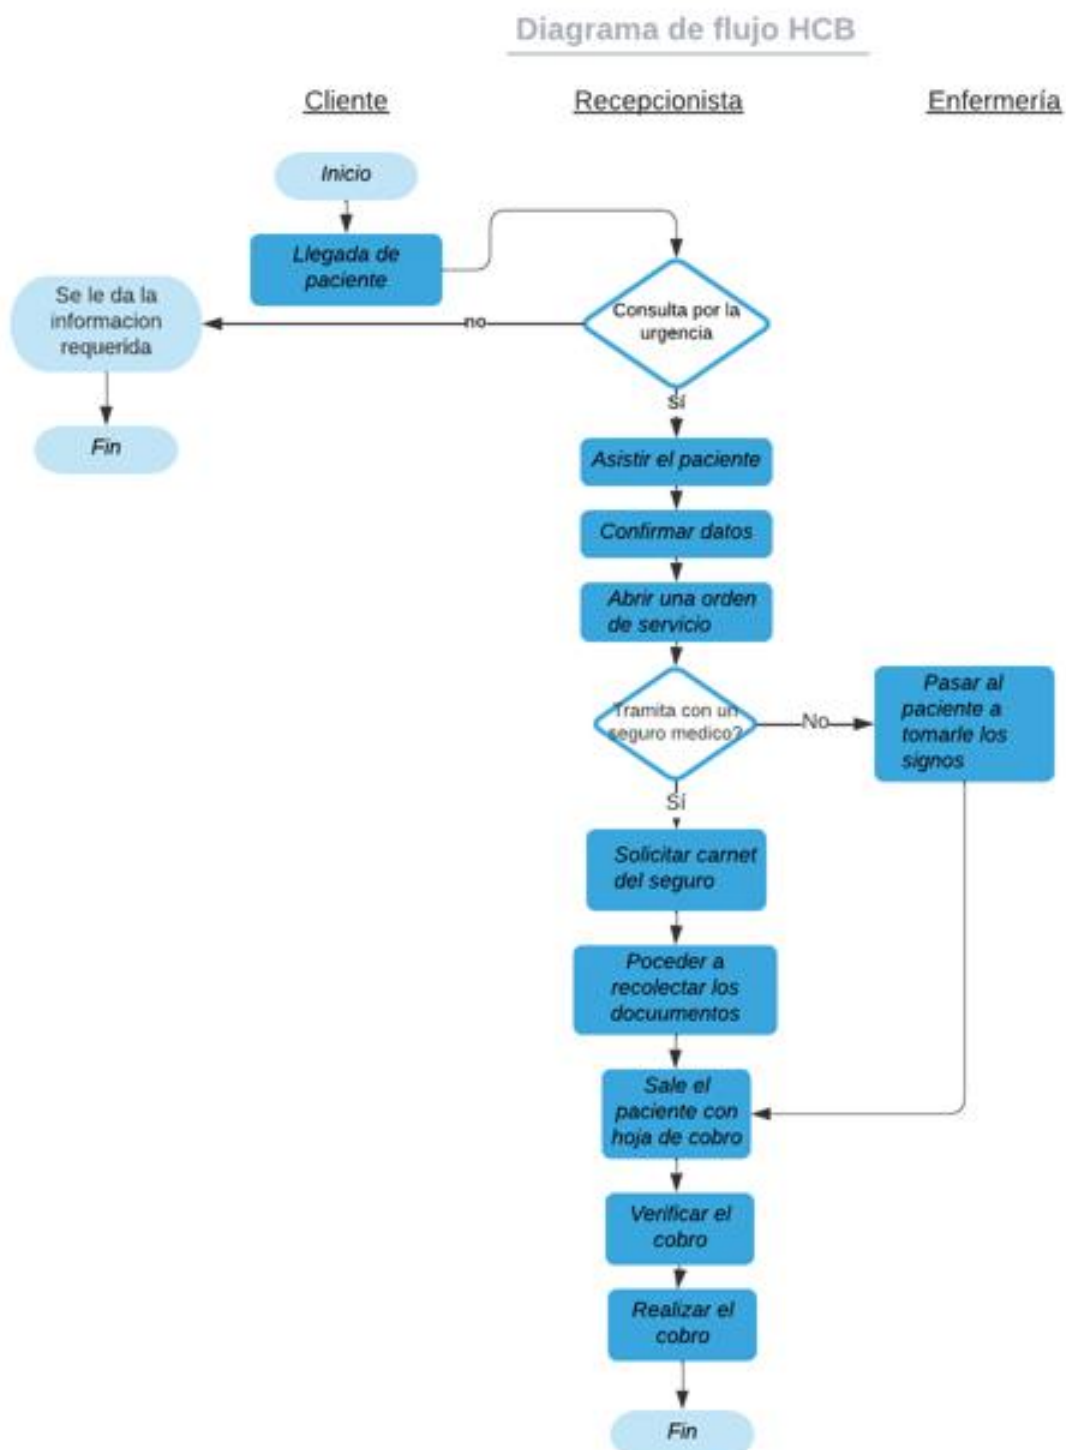 Diagrama de flujo HCB
Cliente
Recepcionista
Enfermería
Inicio
Llegada de
paciente
Consulta por la
urgencia
no
Se le da la
informacion
requerida
Fin
Sí
Asistir el paciente
Confirmar datos
Abrir una orden
de servicio
Tramita con un
seguro medico?
No
Pasar al
paciente a
tomarle los
signos
Sí
Solicitar carnet
del seguro
Poceder a
recolectar los
docuumentos
Sale el
paciente con
hoja de cobro
Verificar el
cobro
Realizar el
cobro
Fin